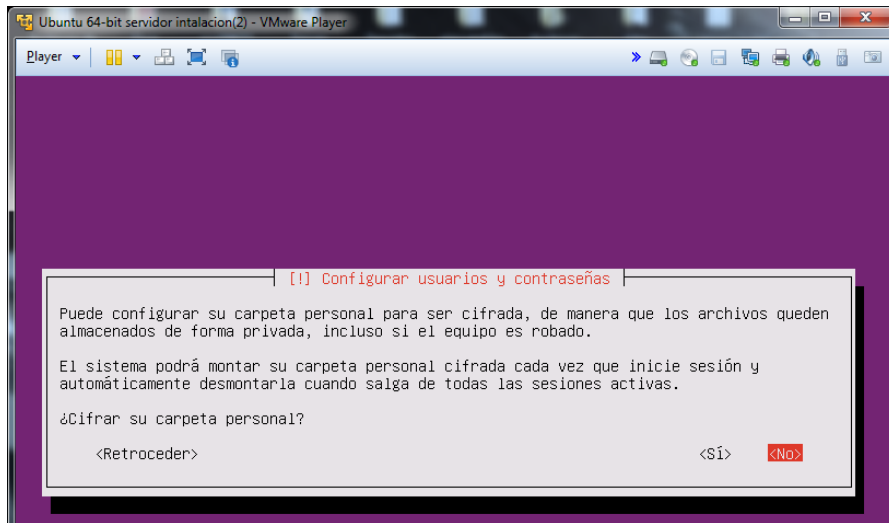 Ubuntu 64-bit servidor intalacion(2) - VMware Player
Player
[!] Configurar usuarios y contraseñas
Puede configurar su carpeta personal para ser cifrada, de manera que los archivos queden
almacenados de forma privada, incluso si el equipo es robado.
El sistema podrá montar su carpeta personal cifrada cada vez que inicie sesión y
automáticamente desmontarla cuando salga de todas las sesiones activas.
¿Cifrar su carpeta personal?
<Retroceder> <Sí> <No>